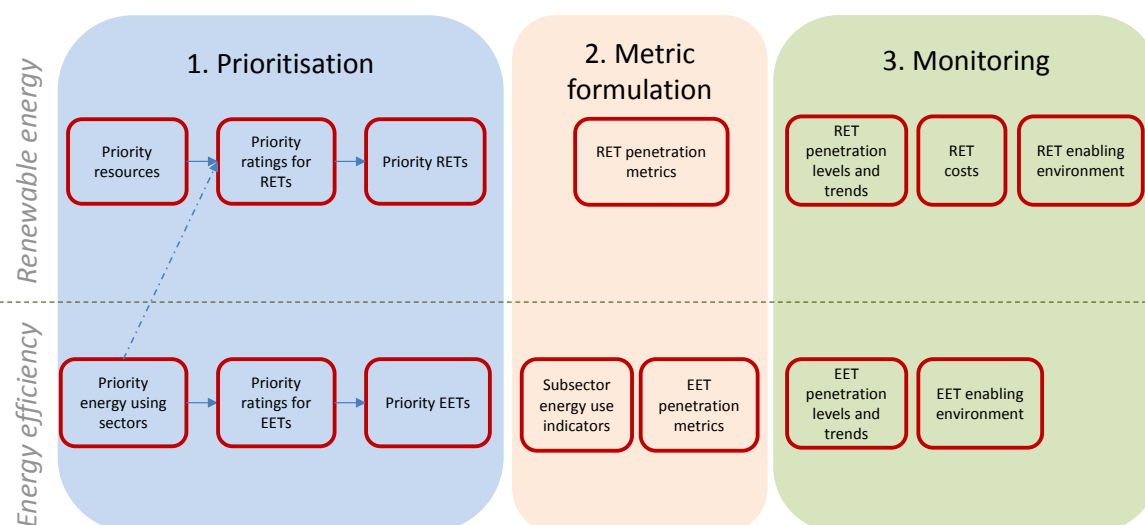 Renewable energy
1. Prioritisation
Priority
resources
Priority
ratings for
RETs
Priority RETs
2. Metric
formulation
RET penetration
metrics
3. Monitoring
RET
penetration
levels and
trends
RET
costs
RET enabling
environment
Energy efficiency
Priority
energy using
sectors
Priority
ratings for
EETs
Priority EETs
Subsector
energy use
indicators
EET
penetration
metrics
EET
penetration
levels and
trends
EET enabling
environment